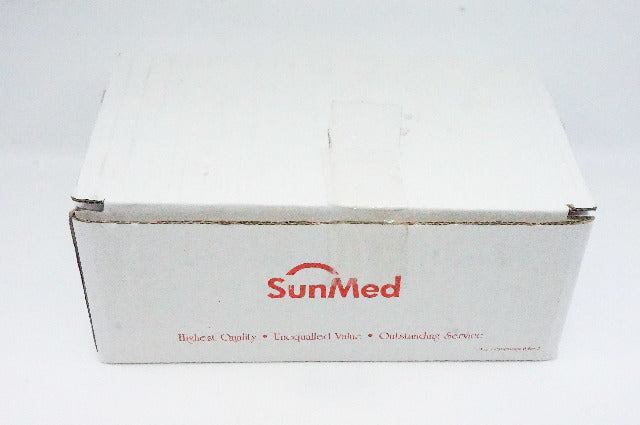 SunMed
Highest Quality • Unequalled Value • Outstanding Service